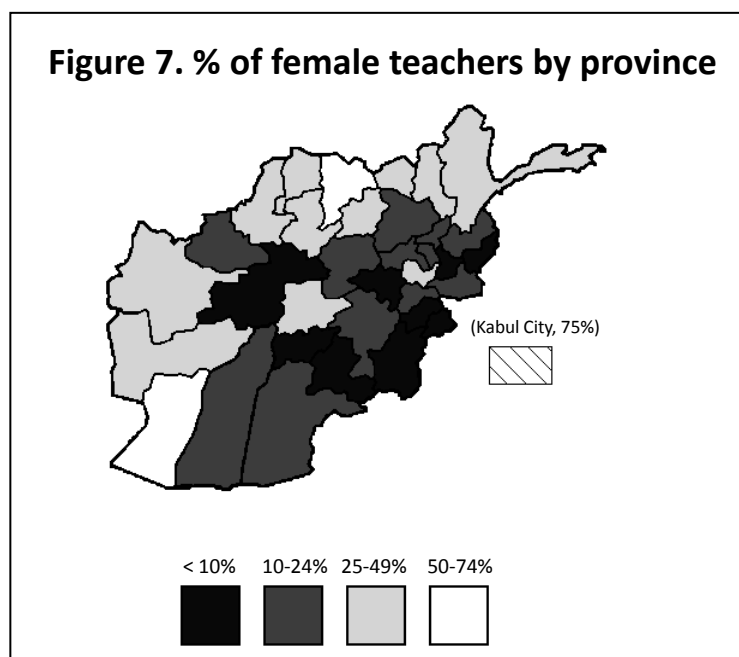 Figure 7. % of female teachers by province
(Kabul City, 75%)
< 10% 10-24% 25-49% 50-74%